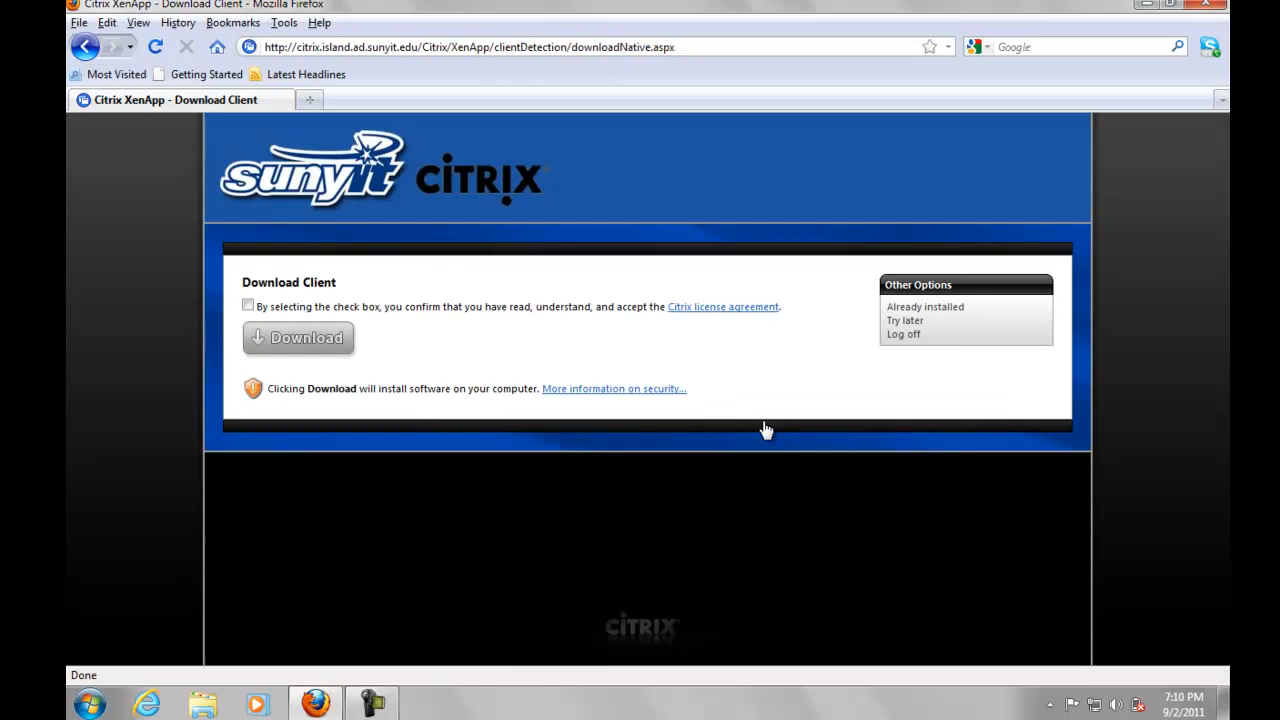 Citrix XenApp - Download Client - Mozilla Firefox
File Edit View History Bookmarks Tools Help
http://citrix.island.ad.sunyit.edu/Citrix/XenApp/clientDetection/downloadNative.aspx
Google
Most Visited Getting Started Latest Headlines
Citrix XenApp - Download Client
sunyit CITRIX
Download Client
By selecting the check box, you confirm that you have read, understand, and accept the Citrix license agreement.
Download
Clicking Download will install software on your computer. More information on security...
Other Options
Already installed
Try later
Log off
CITRIX
Done
7:10 PM
9/2/2011